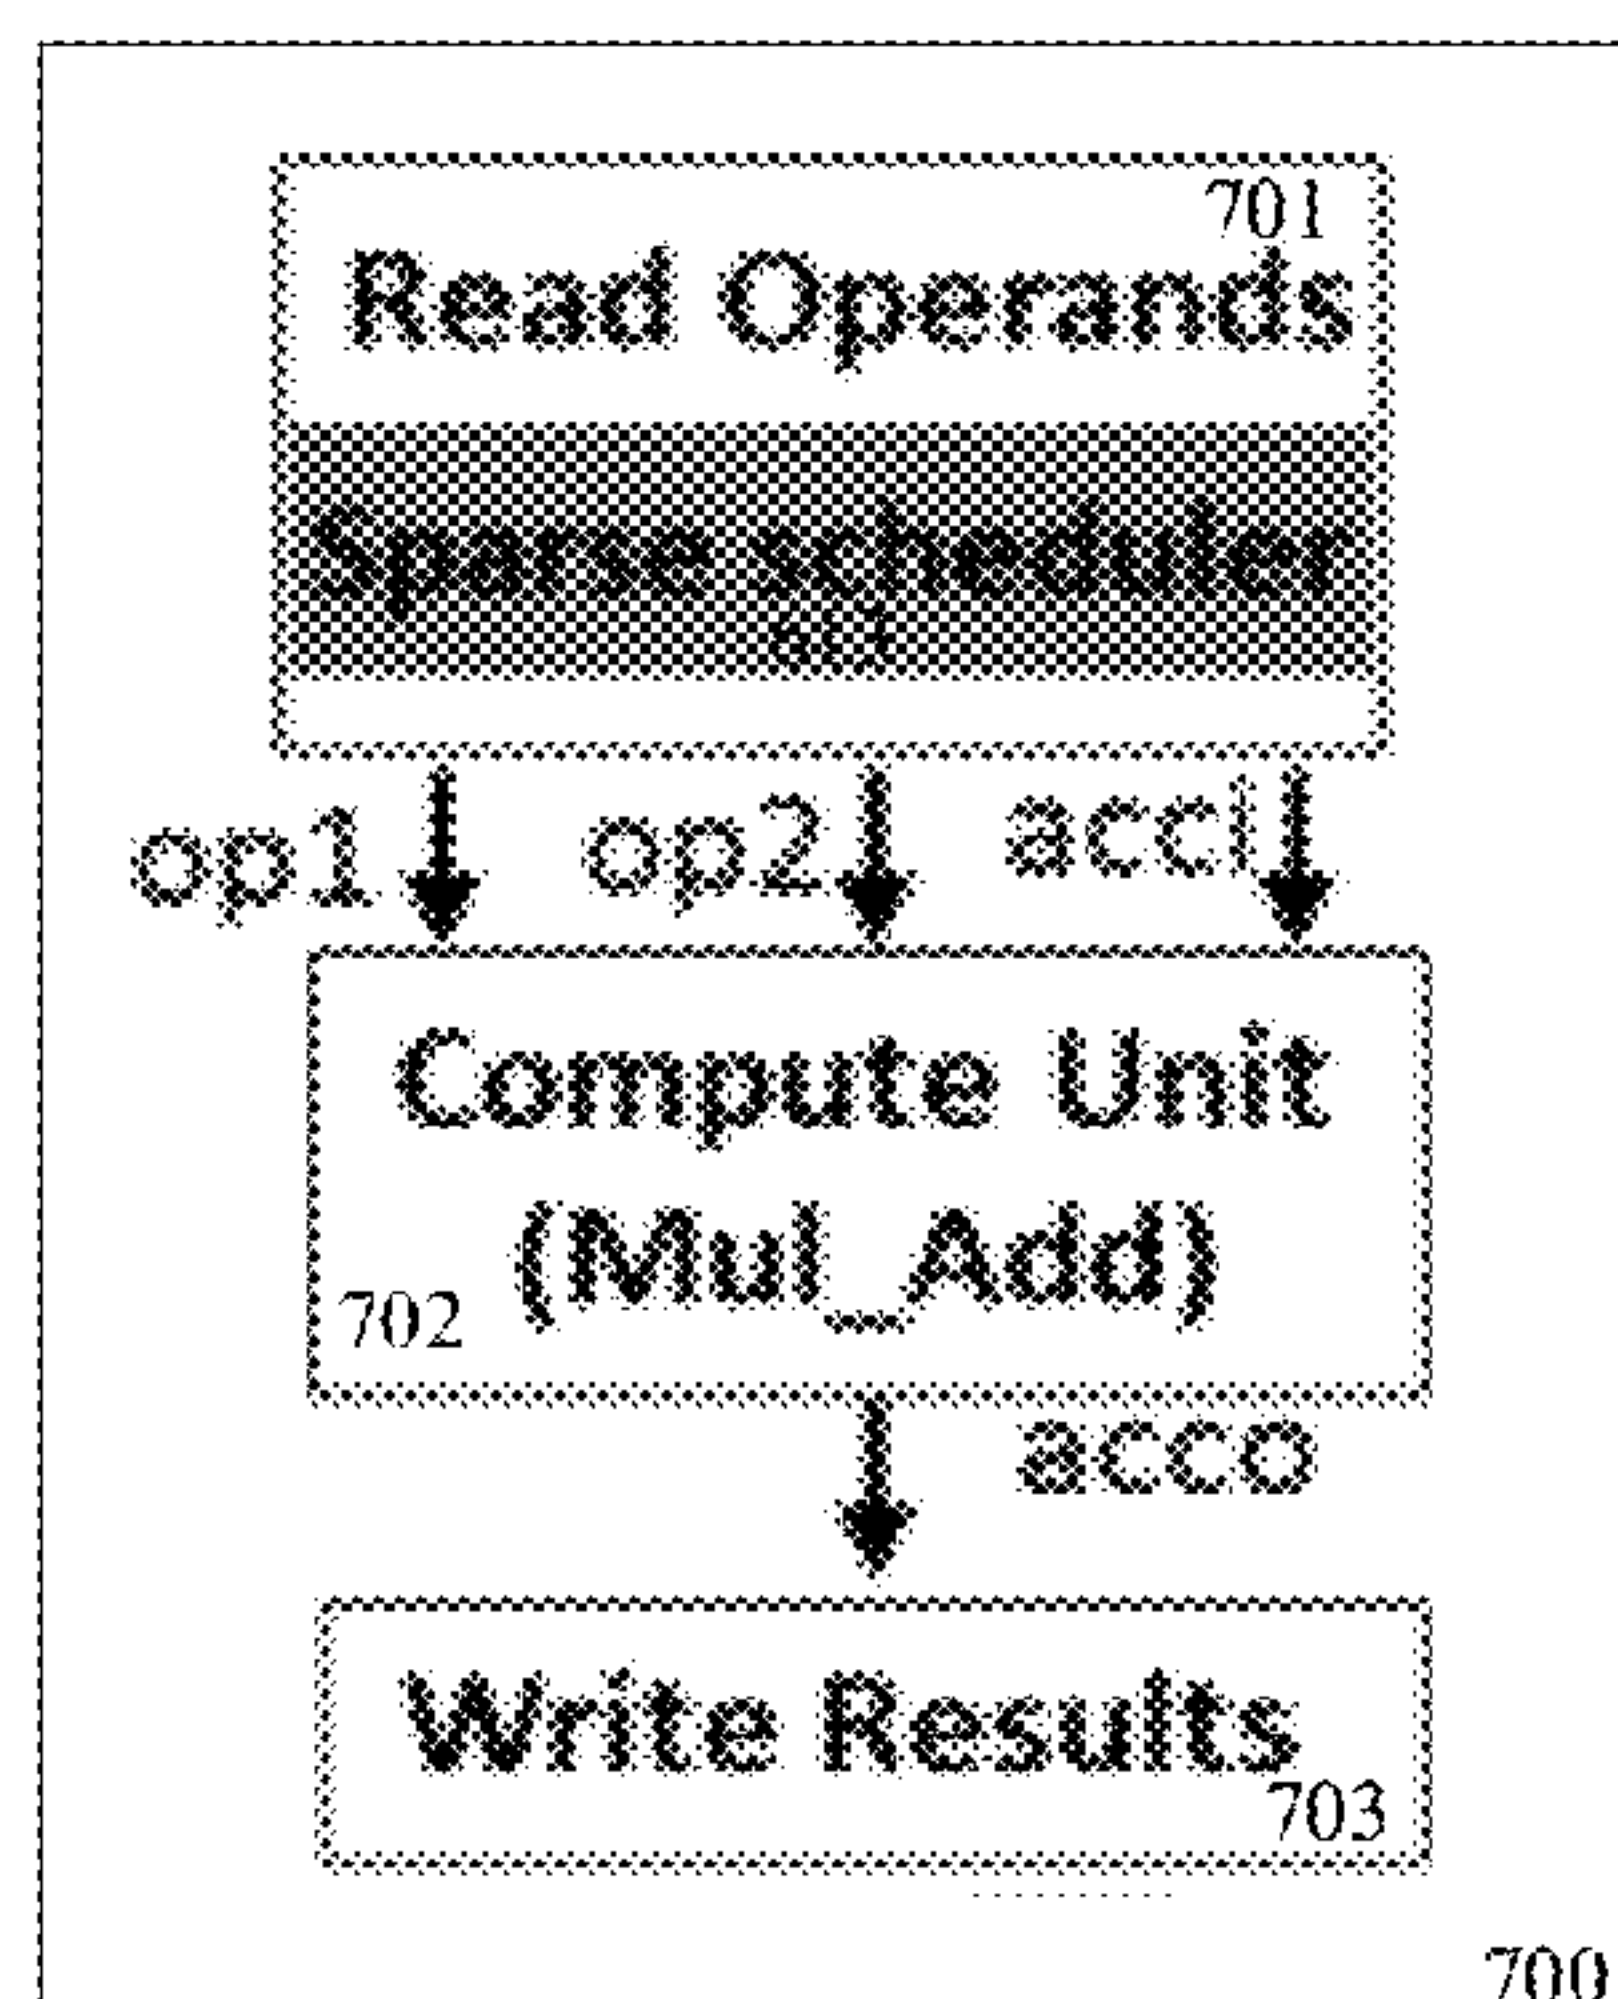 701
Read Operands
Sparse scheduler
op1 op2 acci
Compute Unit
(Mul_Add)
702
acco
Write Results
703
700